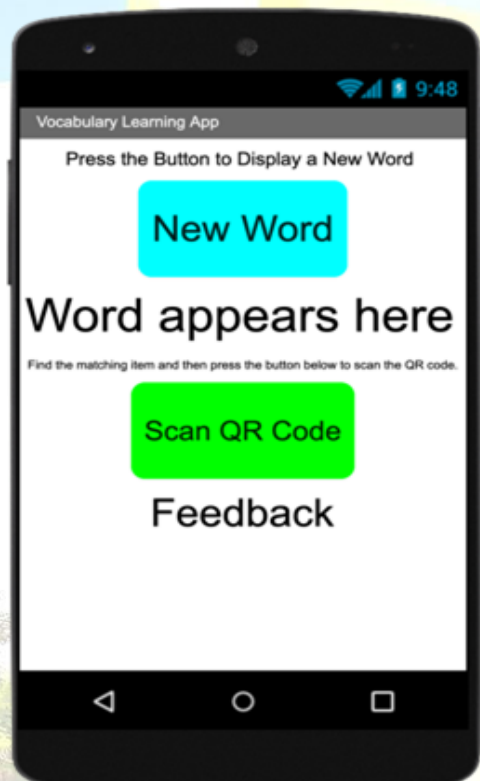 9:48
Vocabulary Learning App
Press the Button to Display a New Word
New Word
Word appears here
Find the matching item and then press the button below to scan the QR code.
Scan QR Code
Feedback